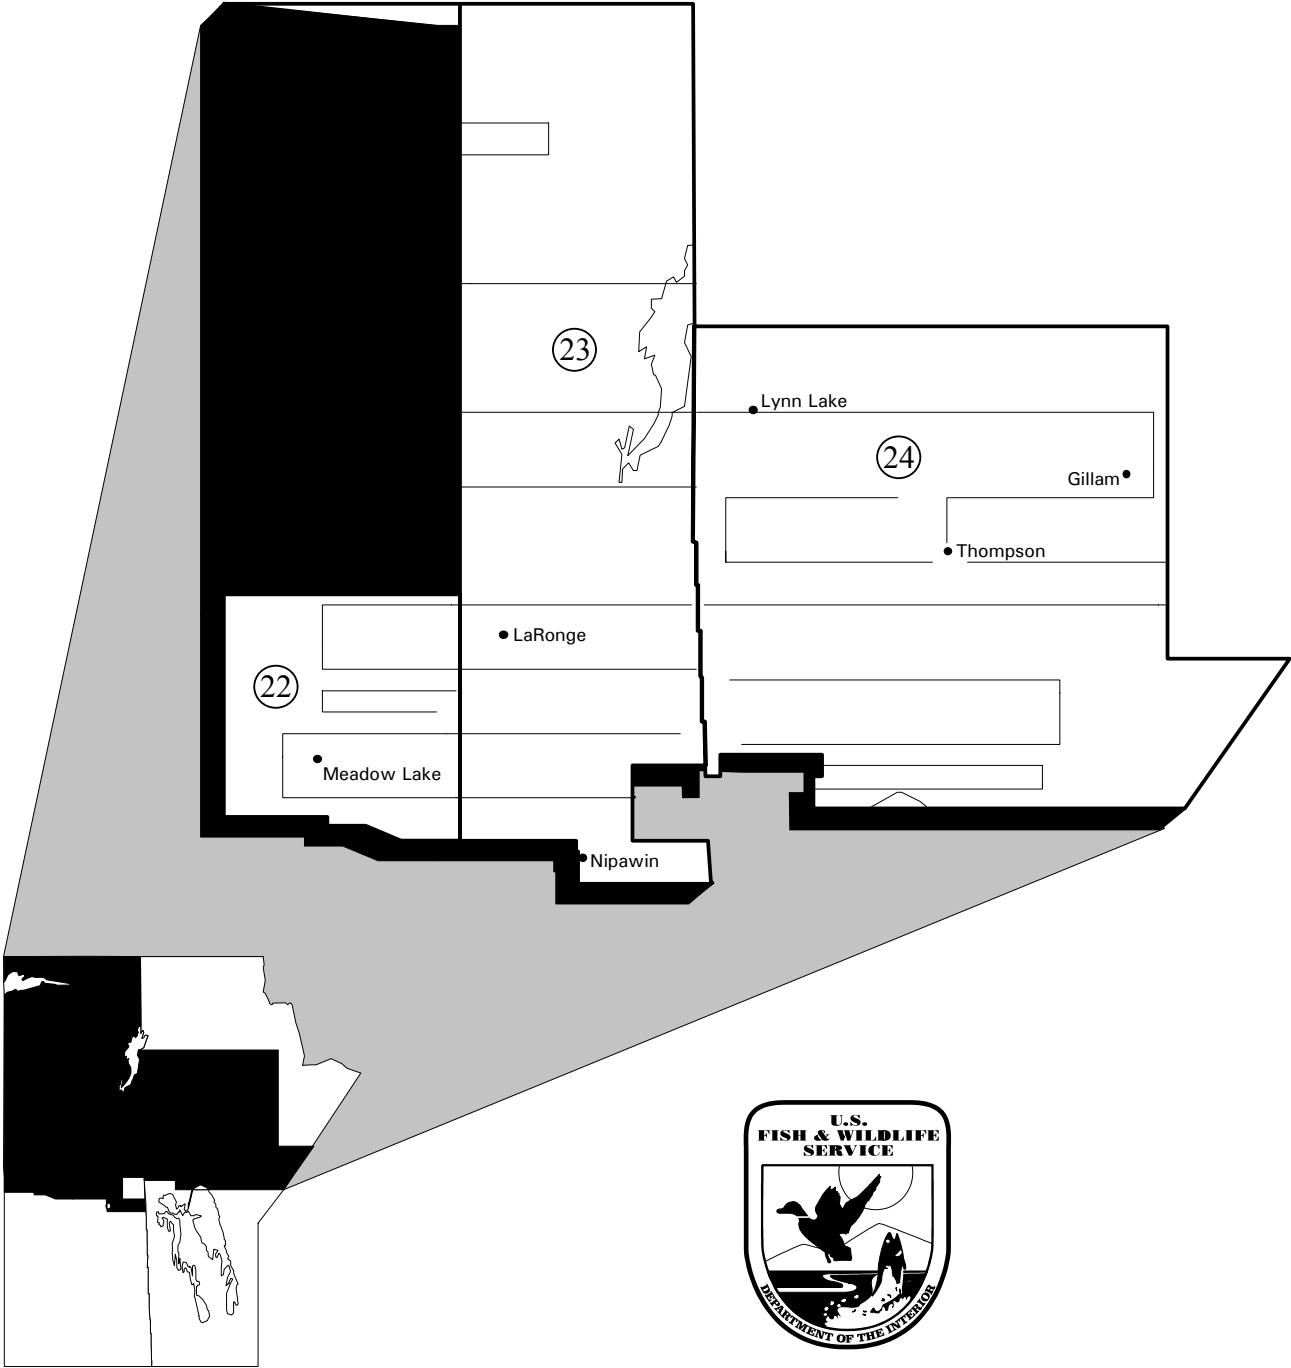 23
Lynn Lake
24
Gillam
Thompson
LaRonge
22
Meadow Lake
Nipawin
U.S.
FISH & WILDLIFE
SERVICE
DEPARTMENT OF THE INTERIOR